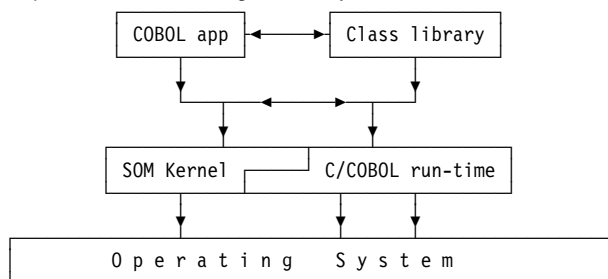 COBOL app Class library
SOM Kernel C/COBOL run-time
O p e r a t i n g S y s t e m